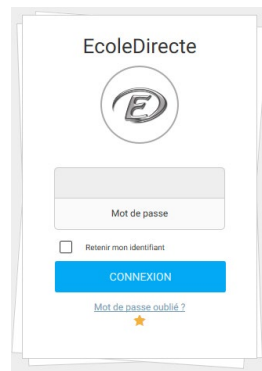 EcoleDirecte
E
Mot de passe
Retenir mon identifiant
CONNEXION
Mot de passe oublié ?